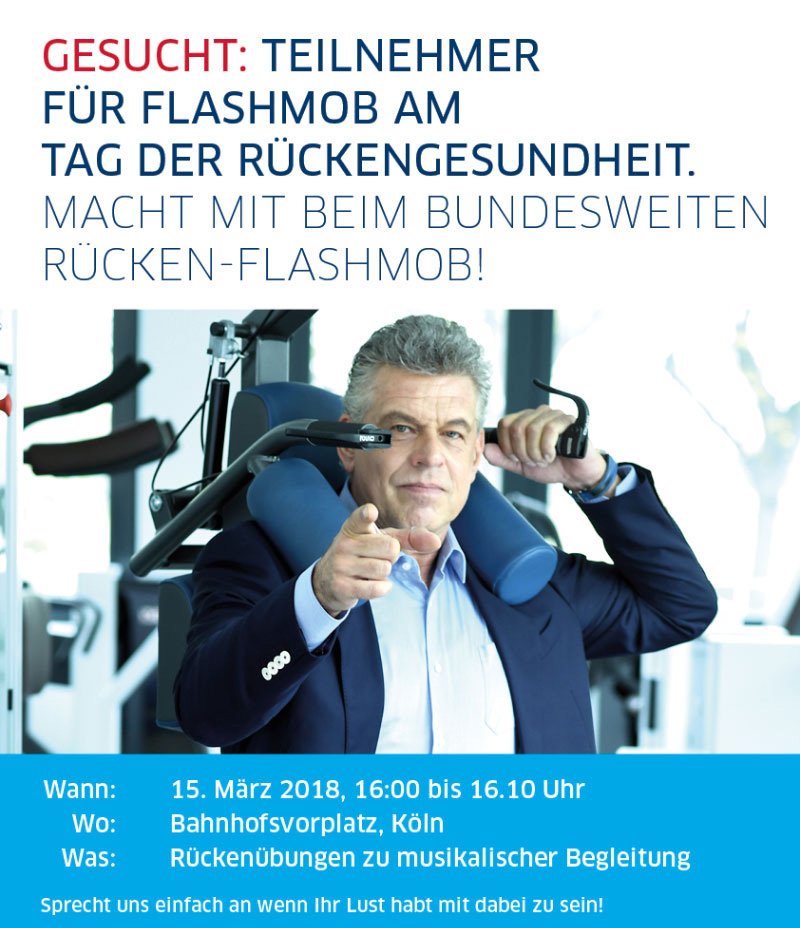 GESUCHT: TEILNEHMER
FÜR FLASHMOB AM
TAG DER RÜCKENGESUNDHEIT.
MACHT MIT BEIM BUNDESWEITEN
RÜCKEN-FLASHMOB!
Wann: 15. März 2018, 16:00 bis 16.10 Uhr
Wo: Bahnhofsvorplatz, Köln
Was: Rückenübungen zu musikalischer Begleitung
Sprecht uns einfach an wenn Ihr Lust habt mit dabei zu sein!